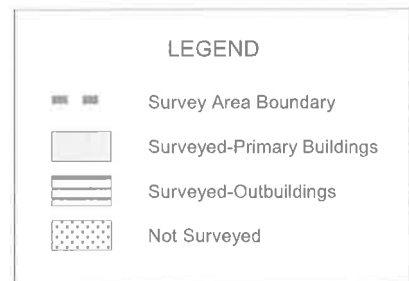 LEGEND
Survey Area Boundary
Surveyed-Primary Buildings
Surveyed-Outbuildings
Not Surveyed